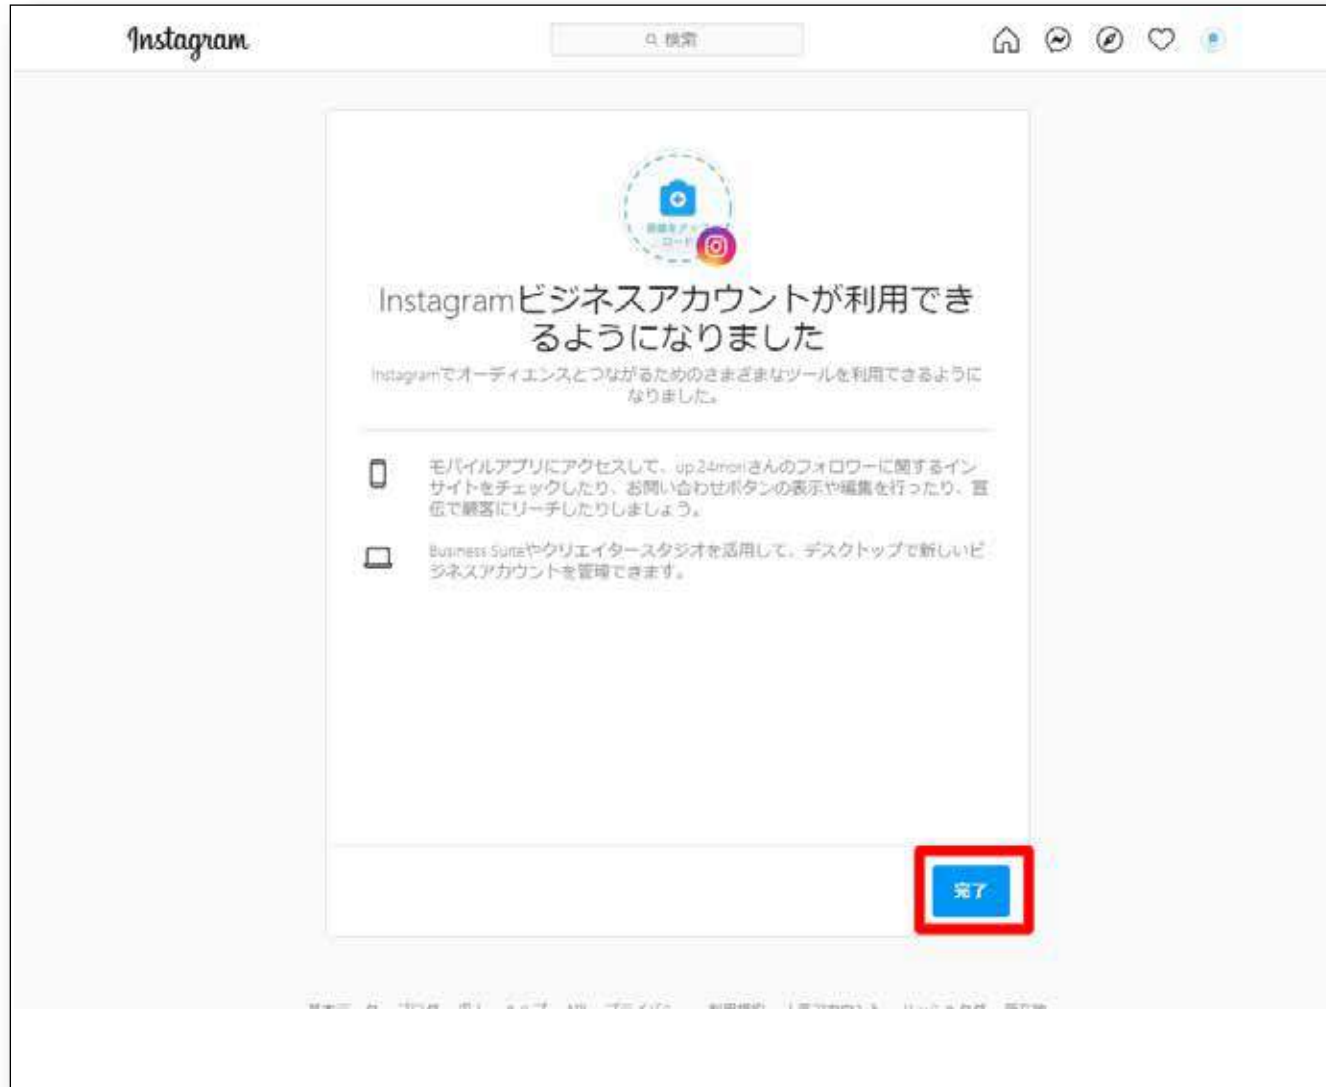 Instagram
検索
画像をアップ
ロード
Instagramビジネスアカウントが利用でき
るようになりました
Instagramでオーディエンスとつながるためのさまざまなツールを利用できるように
なりました。
モバイルアプリにアクセスして、up24moriさんのフォロワーに関するイン
サイトをチェックしたり、お問い合わせボタンの表示や編集を行ったり、宣
伝で顧客にリーチしたりしましょう。
Business Suiteやクリエイタースタジオを活用して、デスクトップで新しいビ
ジネスアカウントを管理できます。
完了